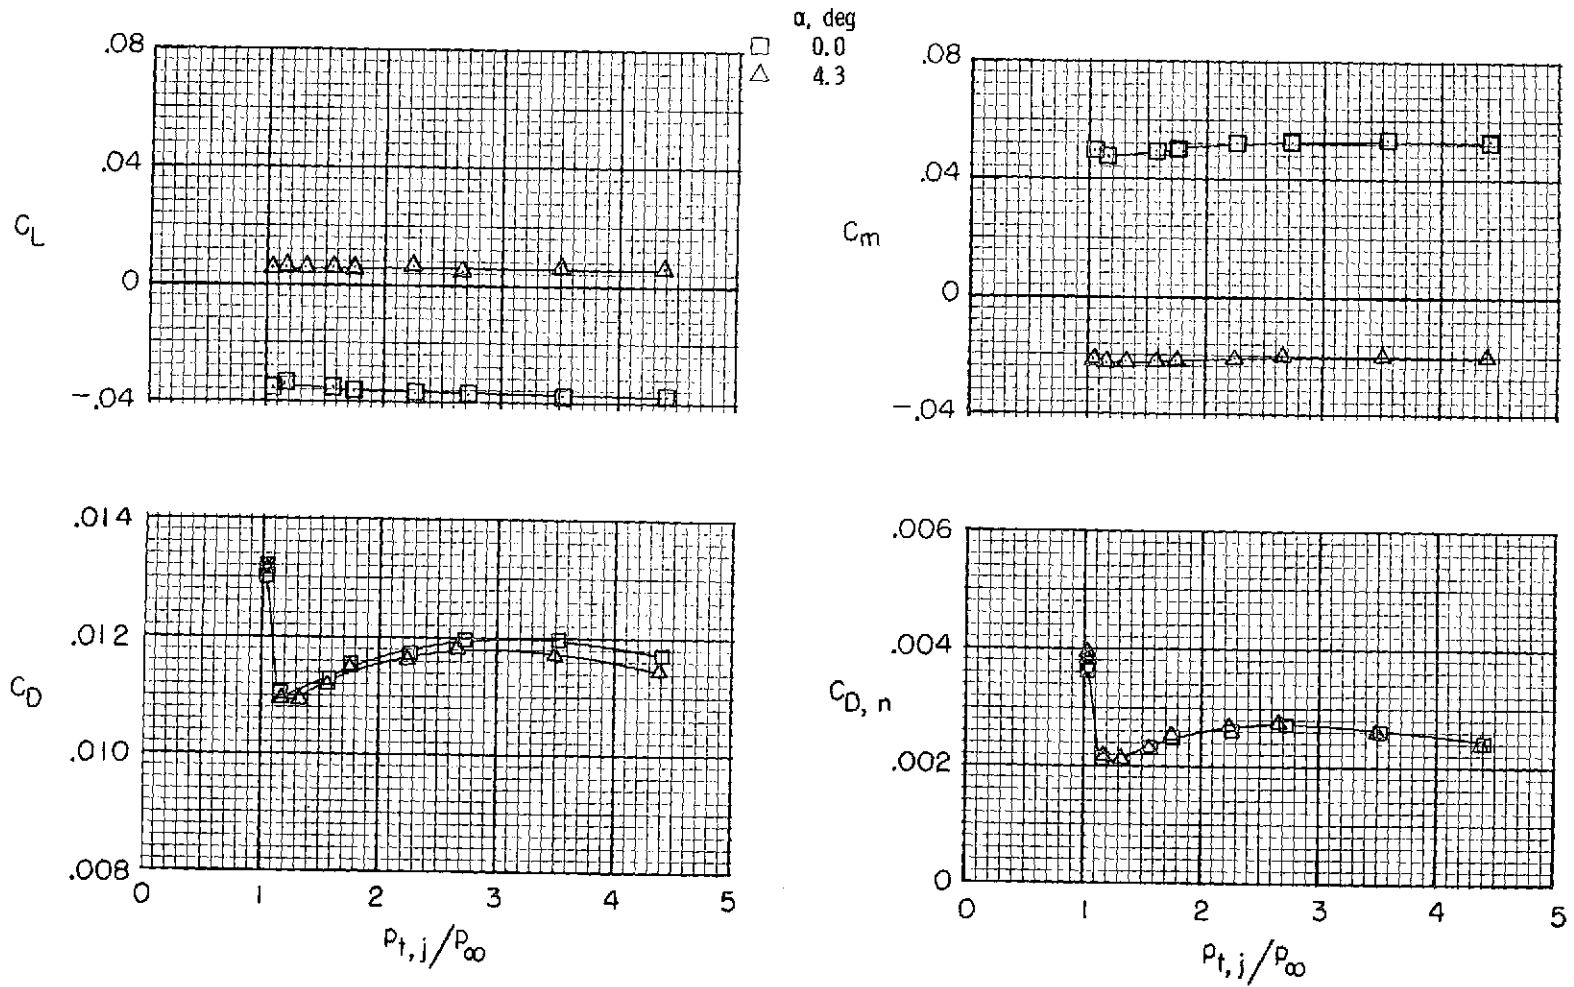 α, deg
0.0
4.3
.08
.04
0
-.04
C_L
.08
.04
0
-.04
C_m
.014
.012
.010
.008
C_D
0 1 2 3 4 5
p_t,j/p_∞
.006
.004
.002
0
C_D,n
0 1 2 3 4 5
p_t,j/p_∞